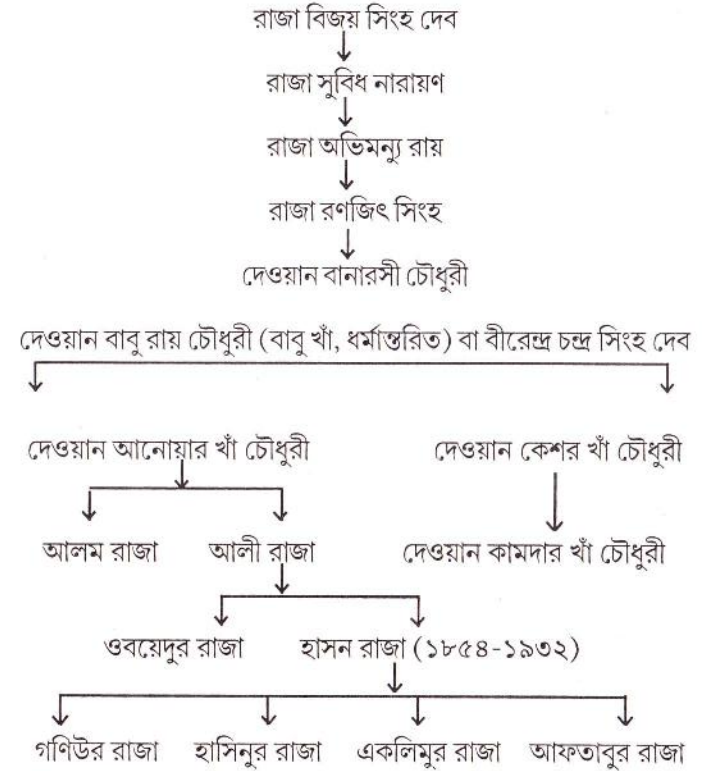 রাজা বিজয় সিংহ দেব
রাজা সুবিধ নারায়ণ
রাজা অভিমন্যু রায়
রাজা রণজিৎ সিংহ
দেওয়ান বানারসী চৌধুরী
দেওয়ান বাবু রায় চৌধুরী (বাবু খাঁ, ধর্মান্তরিত) বা বীরেন্দ্র চন্দ্র সিংহ দেব
দেওয়ান আনোয়ার খাঁ চৌধুরী দেওয়ান কেশর খাঁ চৌধুরী
আলম রাজা আলী রাজা দেওয়ান কামদার খাঁ চৌধুরী
ওবয়েদুর রাজা হাসন রাজা (১৮৫৪-১৯৩২)
গণিউর রাজা হাসিনুর রাজা একলিমুর রাজা আফতাবুর রাজা